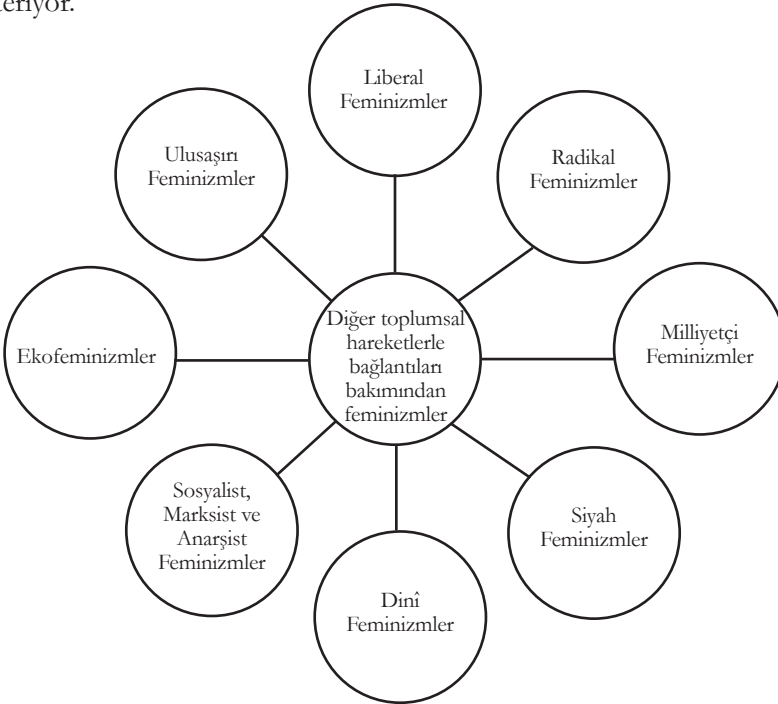 teriyor.
Liberal
Feminizmler
Ulusaşırı
Feminizmler
Radikal
Feminizmler
Ekofeminizmler
Diğer toplumsal
hareketlerle
bağlantıları
bakımından
feminizmler
Milliyetçi
Feminizmler
Sosyalist,
Marksist ve
Anarşist
Feminizmler
Siyah
Feminizmler
Dinî
Feminizmler